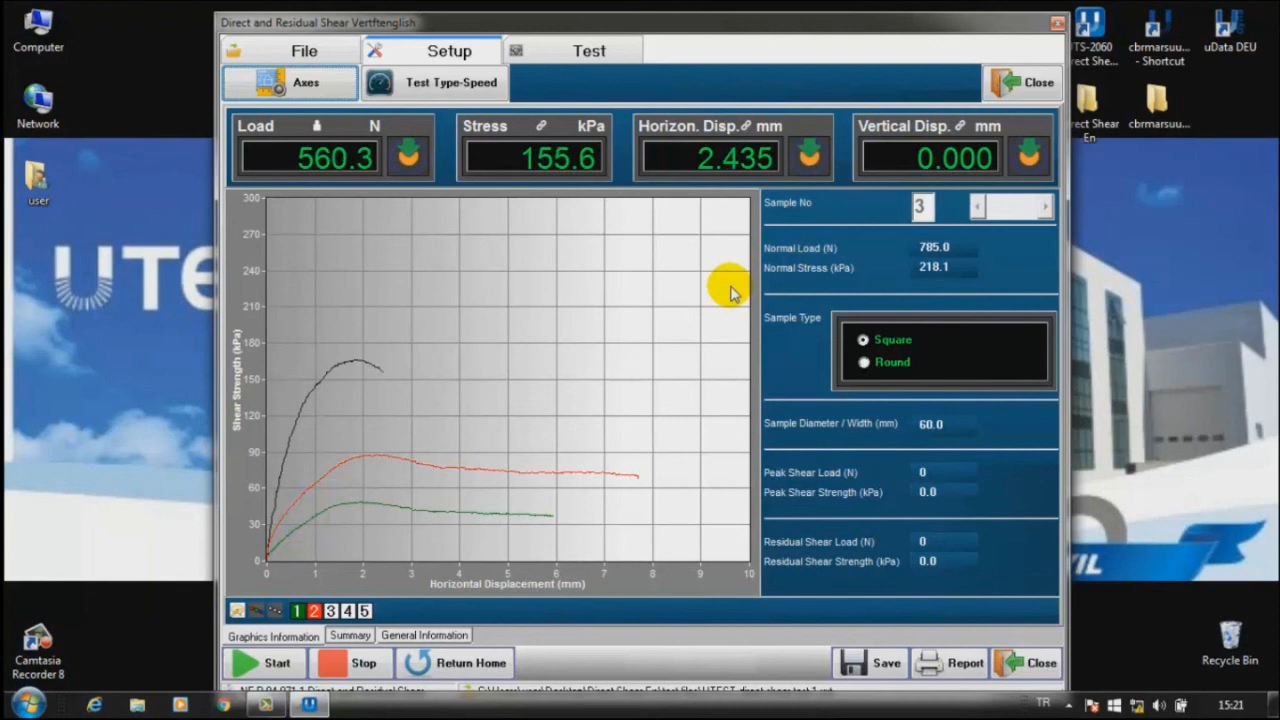 Direct and Residual Shear Vertftenglish
Computer
File
Setup
Test
UTS-2060
cbrmarsuu...
- Shortcut
uData DEU
Axes
Test Type-Speed
Close
Network
Load N
Stress kPa
Horizon. Disp. mm
Vertical Disp. mm
560.3
155.6
2.435
0.000
cbrmarsuu...
En
UTE
user
300
270
240
210
180
150
120
90
60
30
0
Shear Strength (kPa)
0 1 2 3 4 5 6 7 8 9 10
Horizontal Displacement (mm)
Sample No 3
Normal Load (N) 785.0
Normal Stress (kPa) 218.1
Sample Type
Square
Round
Sample Diameter / Width (mm) 60.0
Peak Shear Load (N) 0
Peak Shear Strength (kPa) 0.0
Residual Shear Load (N) 0
Residual Shear Strength (kPa) 0.0
1 2 3 4 5
Graphics Information
Summary
General Information
Start
Stop
Return Home
Save
Report
Close
Camtasia
Recorder 8
Recycle Bin
TR
15:21